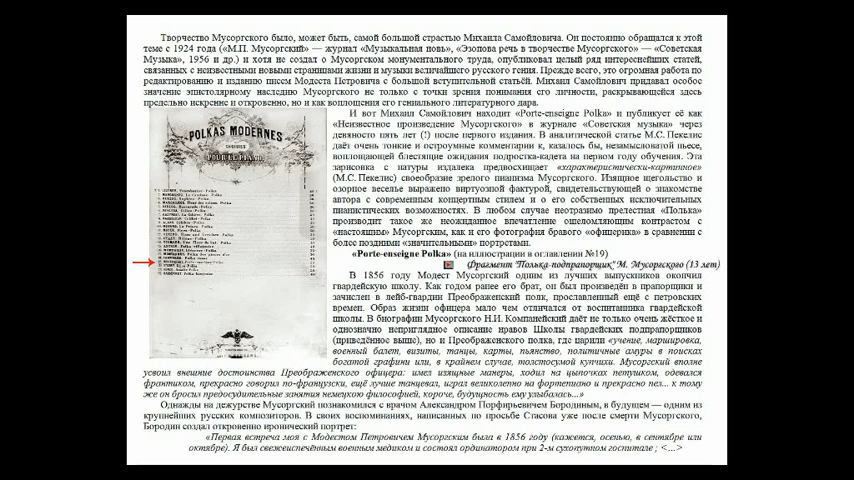 Творчество Мусоргского было, может быть, самой большой страстью Михаила Самойловича. Он постоянно обращался к этой
теме с 1924 года («М.П. Мусоргский» — журнал «Музыкальная новь», «Эзопова речь в творчестве Мусоргского» — «Советская
Музыка», 1956 и др.) и хотя не создал о Мусоргском монументального труда, опубликовал целый ряд интереснейших статей,
связанных с неизвестными новыми страницами жизни и музыки величайшего русского гения. Прежде всего, это огромная работа по
редактированию и изданию писем Модеста Петровича с большой вступительной статьёй. Михаил Самойлович придавал особое
значение эпистолярному наследию Мусоргского не только с точки зрения понимания его личности, раскрывающейся здесь
предельно искренне и откровенно, но и как воплощения его гениального литературного дара.
И вот Михаил Самойлович находит «Porte-enseigne Polka» и публикует её как
«Неизвестное произведение Мусоргского» в журнале «Советская музыка» через
девяносто пять лет (!) после первого издания. В аналитической статье М.С. Пекелис
даёт очень тонкие и остроумные комментарии к, казалось бы, незамысловатой пьесе,
воплощающей блестящие ожидания подростка-кадета на первом году обучения. Эта
зарисовка с натуры издалека предвосхищает «характеристически-картинное»
(М.С. Пекелис) своеобразие зрелого пианизма Мусоргского. Изящное щегольство и
озорное веселье выражено виртуозной фактурой, свидетельствующей о знакомстве
автора с современным концертным стилем и о его собственных исключительных
пианистических возможностях. В любом случае неотразимо прелестная «Полька»
производит такое же неожиданное впечатление ошеломляющим контрастом с
«настоящим» Мусоргским, как и его фотография бравого «офицерика» в сравнении с
более поздними «значительными» портретами.
POLKAS MODERNES
POUR LE PIANO
«Porte-enseigne Polka» (на иллюстрации в оглавлении №19)
Фрагмент "Полька-подпрапорщик" М. Мусоргского (13 лет)
В 1856 году Модест Мусоргский одним из лучших выпускников окончил
гвардейскую школу. Как годом ранее его брат, он был произведён в прапорщики и
зачислен в лейб-гвардии Преображенский полк, прославленный ещё с петровских
времен. Образ жизни офицера мало чем отличался от воспитанника гвардейской
школы. В биографии Мусоргского Н.И. Компанейский даёт не только очень жёсткое и
однозначно неприглядное описание нравов Школы гвардейских подпрапорщиков
(приведённое выше), но и Преображенского полка, где царили «учение, маршировка,
военный балет, визиты, танцы, карты, пьянство, политичные амуры в поисках
богатой графини или, в крайнем случае, толстосумой купчихи. Мусоргский вполне
усвоил внешние достоинства Преображенского офицера: имел изящные манеры, ходил на цыпочках петушком, одевался
франтиком, прекрасно говорил по-французски, ещё лучше танцевал, играл великолепно на фортепиано и прекрасно пел... к тому
же он бросил предосудительные занятия немецкою философией, короче, будущность ему улыбалась...»
Однажды на дежурстве Мусоргский познакомился с врачом Александром Порфирьевичем Бородиным, в будущем — одним из
крупнейших русских композиторов. В своих воспоминаниях, написанных по просьбе Стасова уже после смерти Мусоргского,
Бородин создал откровенно иронический портрет:
«Первая встреча моя с Модестом Петровичем Мусоргским была в 1856 году (кажется, осенью, в сентябре или
октябре). Я был свежеиспечённым военным медиком и состоял ординатором при 2-м сухопутном госпитале ; <...>